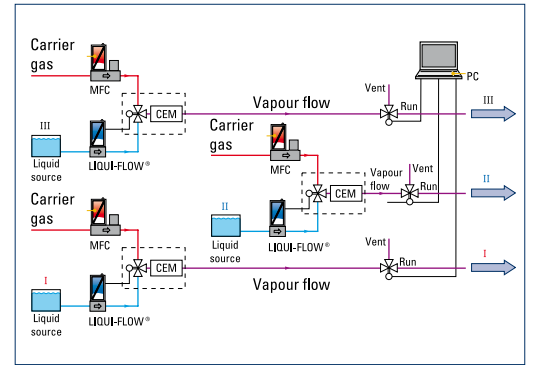 Carrier
gas
MFC
III
Liquid
source
LIQUI-FLOW®
CEM
Vapour flow
Vent
Run
PC
III
Carrier
gas
MFC
II
Liquid
source
LIQUI-FLOW®
CEM
Vapour
flow
Vent
Run
II
Carrier
gas
MFC
I
Liquid
source
LIQUI-FLOW®
CEM
Vapour flow
Vent
Run
I